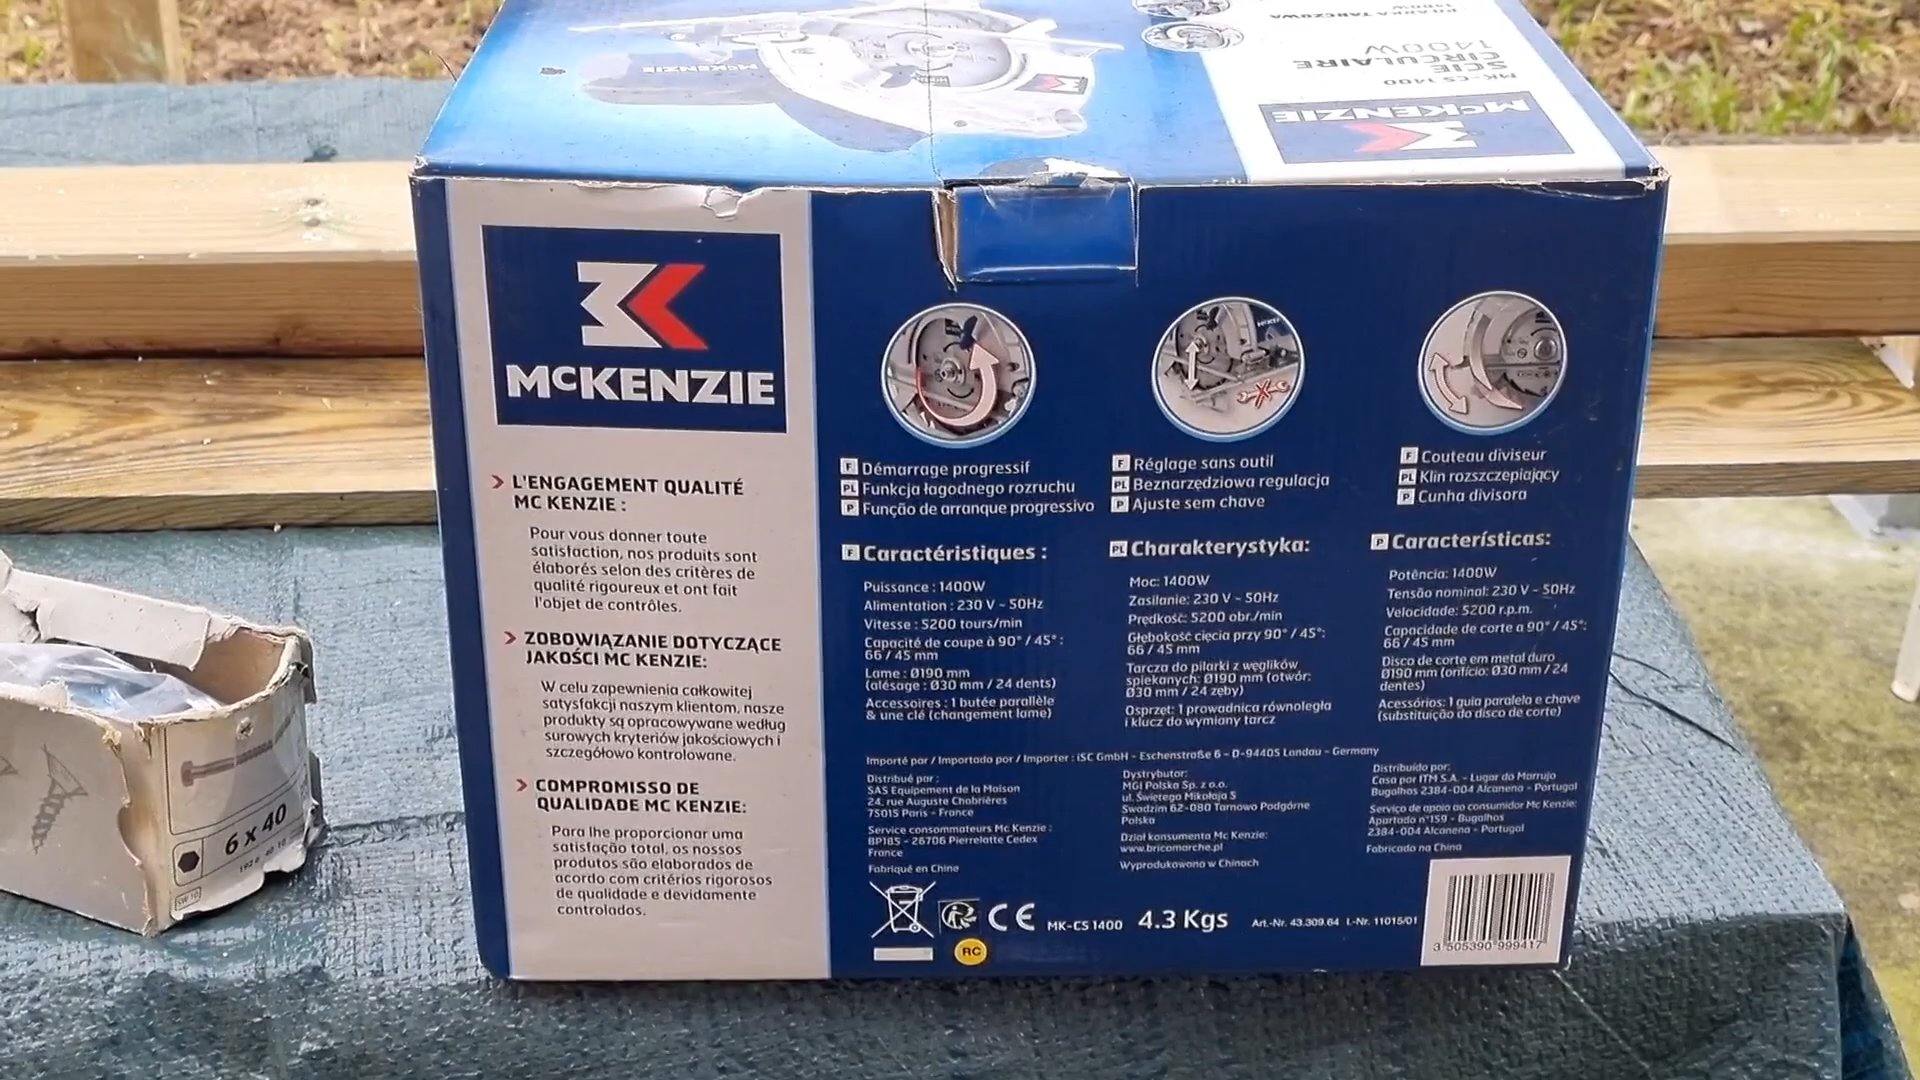 PILARKA TARCZOWA
1400W
MK-CS 1400
SCIE
CIRCULAIRE
1400W
McKENZIE
McKENZIE
McKENZIE
L'ENGAGEMENT QUALITÉ
MC KENZIE :
Pour vous donner toute
satisfaction, nos produits sont
élaborés selon des critères de
qualité rigoureux et ont fait
l'objet de contrôles.
ZOBOWIĄZANIE DOTYCZĄCE
JAKOŚCI MC KENZIE:
W celu zapewnienia całkowitej
satysfakcji naszym klientom, nasze
produkty są opracowywane według
surowych kryteriów jakościowych i
szczegółowo kontrolowane.
COMPROMISSO DE
QUALIDADE MC KENZIE:
Para lhe proporcionar uma
satisfação total, os nossos
produtos são elaborados de
acordo com critérios rigorosos
de qualidade e devidamente
controlados.
F Démarrage progressif
PL Funkcja łagodnego rozruchu
P Função de arranque progressivo
F Réglage sans outil
PL Beznarzędziowa regulacja
P Ajuste sem chave
F Couteau diviseur
PL Klin rozszczepiający
P Cunha divisora
F Caractéristiques :
Puissance : 1400W
Alimentation : 230 V ~ 50Hz
Vitesse : 5200 tours/min
Capacité de coupe à 90° / 45° :
66 / 45 mm
Lame : Ø190 mm
(alésage : Ø30 mm / 24 dents)
Accessoires : 1 butée parallèle
& une clé (changement lame)
PL Charakterystyka:
Moc: 1400W
Zasilanie: 230 V ~ 50Hz
Prędkość: 5200 obr./min
Głębokość cięcia przy 90° / 45°:
66 / 45 mm
Tarcza do pilarki z węglików
spiekanych: Ø190 mm (otwór:
Ø30 mm / 24 zęby)
Osprzęt: 1 prowadnica równoległa
i klucz do wymiany tarcz
P Características:
Potência: 1400W
Tensão nominal: 230 V ~ 50Hz
Velocidade: 5200 r.p.m.
Capacidade de corte a 90° / 45°:
66 / 45 mm
Disco de corte em metal duro
Ø190 mm (orifício: Ø30 mm / 24
dentes)
Acessórios: 1 guia paralela e chave
(substituição do disco de corte)
Importé par / Importado por / Importer : iSC GmbH - Eschenstraße 6 - D-94405 Landau - Germany
Distribué par :
SAS Equipement de la Maison
24, rue Auguste Chabrières
75015 Paris - France
Service consommateurs Mc Kenzie :
BP185 - 26706 Pierrelatte Cedex
France
Fabriqué en Chine
Dystrybutor:
MGI Polska Sp. z o.o.
ul. Świętego Mikołaja 5
Swadzim 62-080 Tarnowo Podgórne
Polska
Dział konsumenta Mc Kenzie:
www.bricomarche.pl
Wyprodukowano w Chinach
Distribuído por:
Casa por ITM S.A. - Lugar do Marrujo
Bugalhos 2384-004 Alcanena - Portugal
Serviço de apoio ao consumidor Mc Kenzie:
Apartado n°159 - Bugalhos
2384-004 Alcanena - Portugal
Fabricado na China
CE MK-CS 1400 4.3 Kgs Art.-Nr. 43.309.64 I.-Nr. 11015/01
RC
3 505390 999417
6 x 40
SW 10